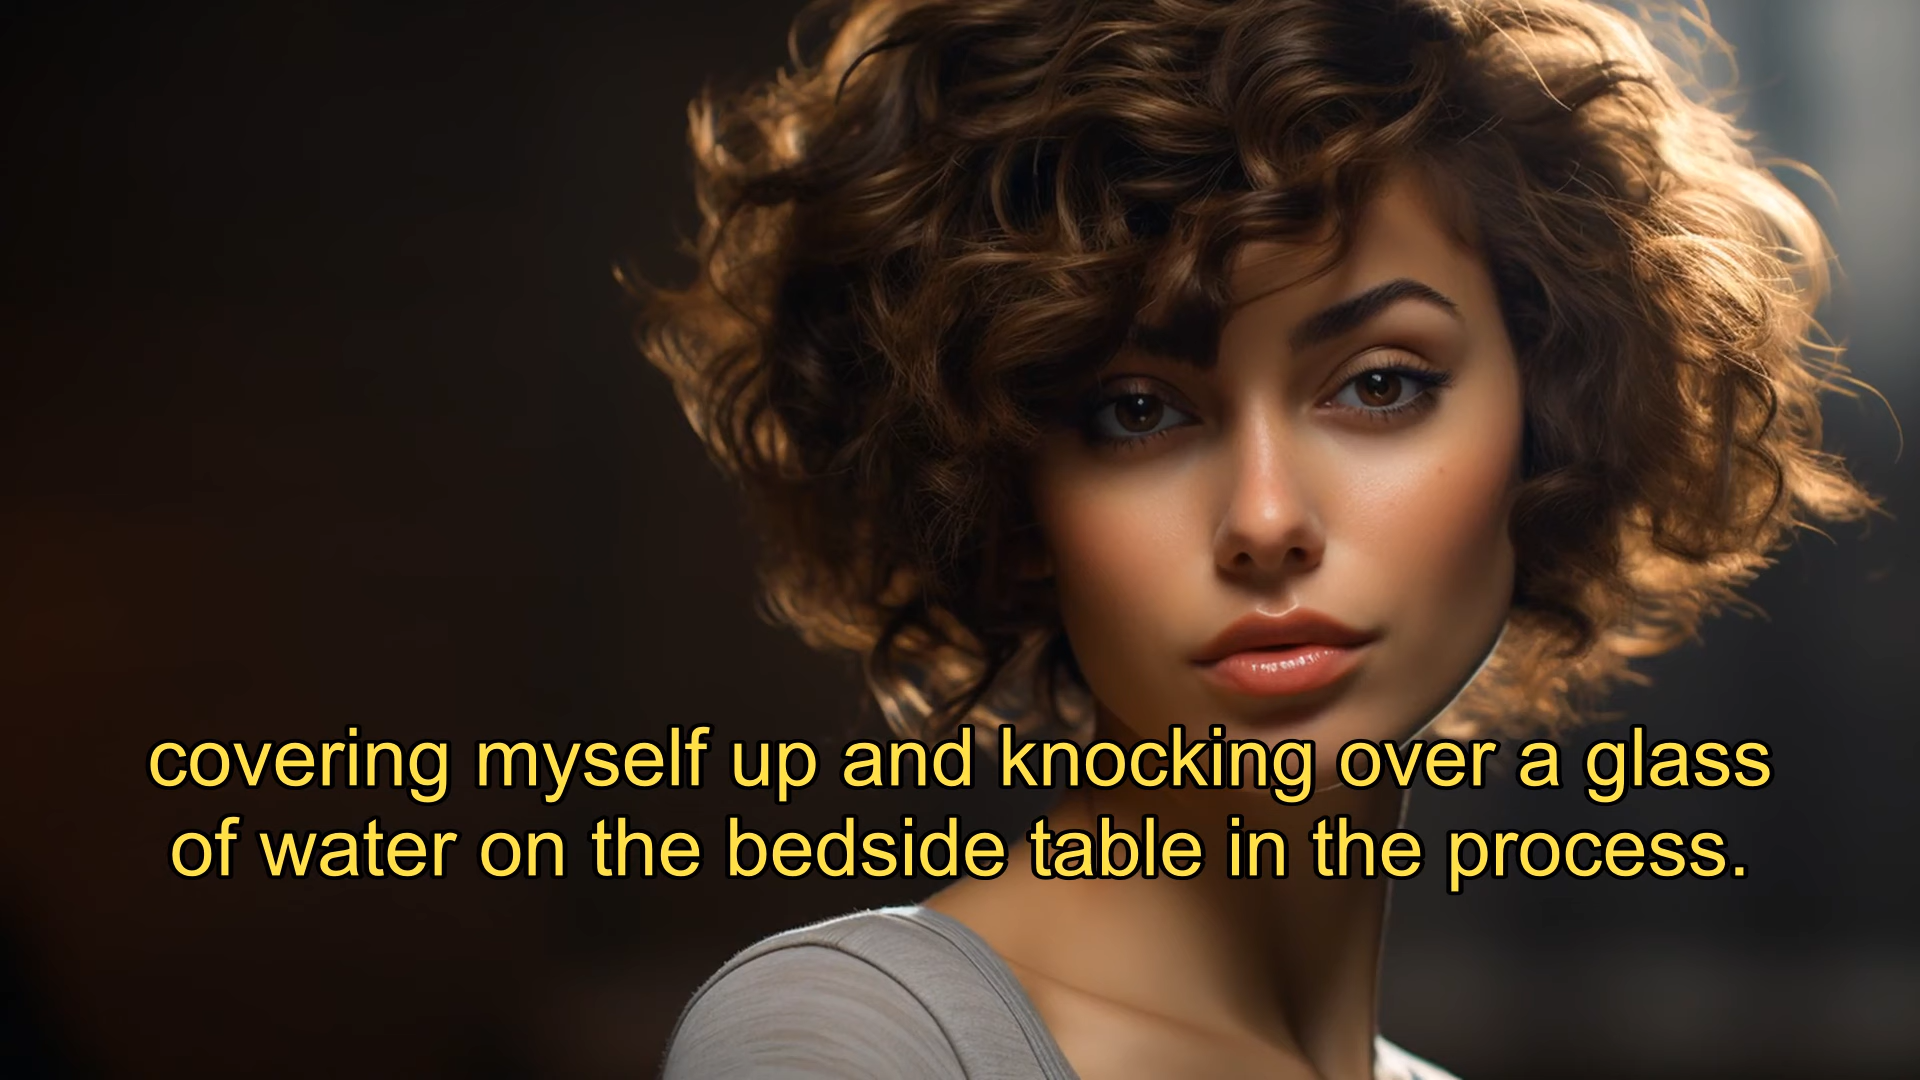 covering myself up and knocking over a glass
of water on the bedside table in the process.